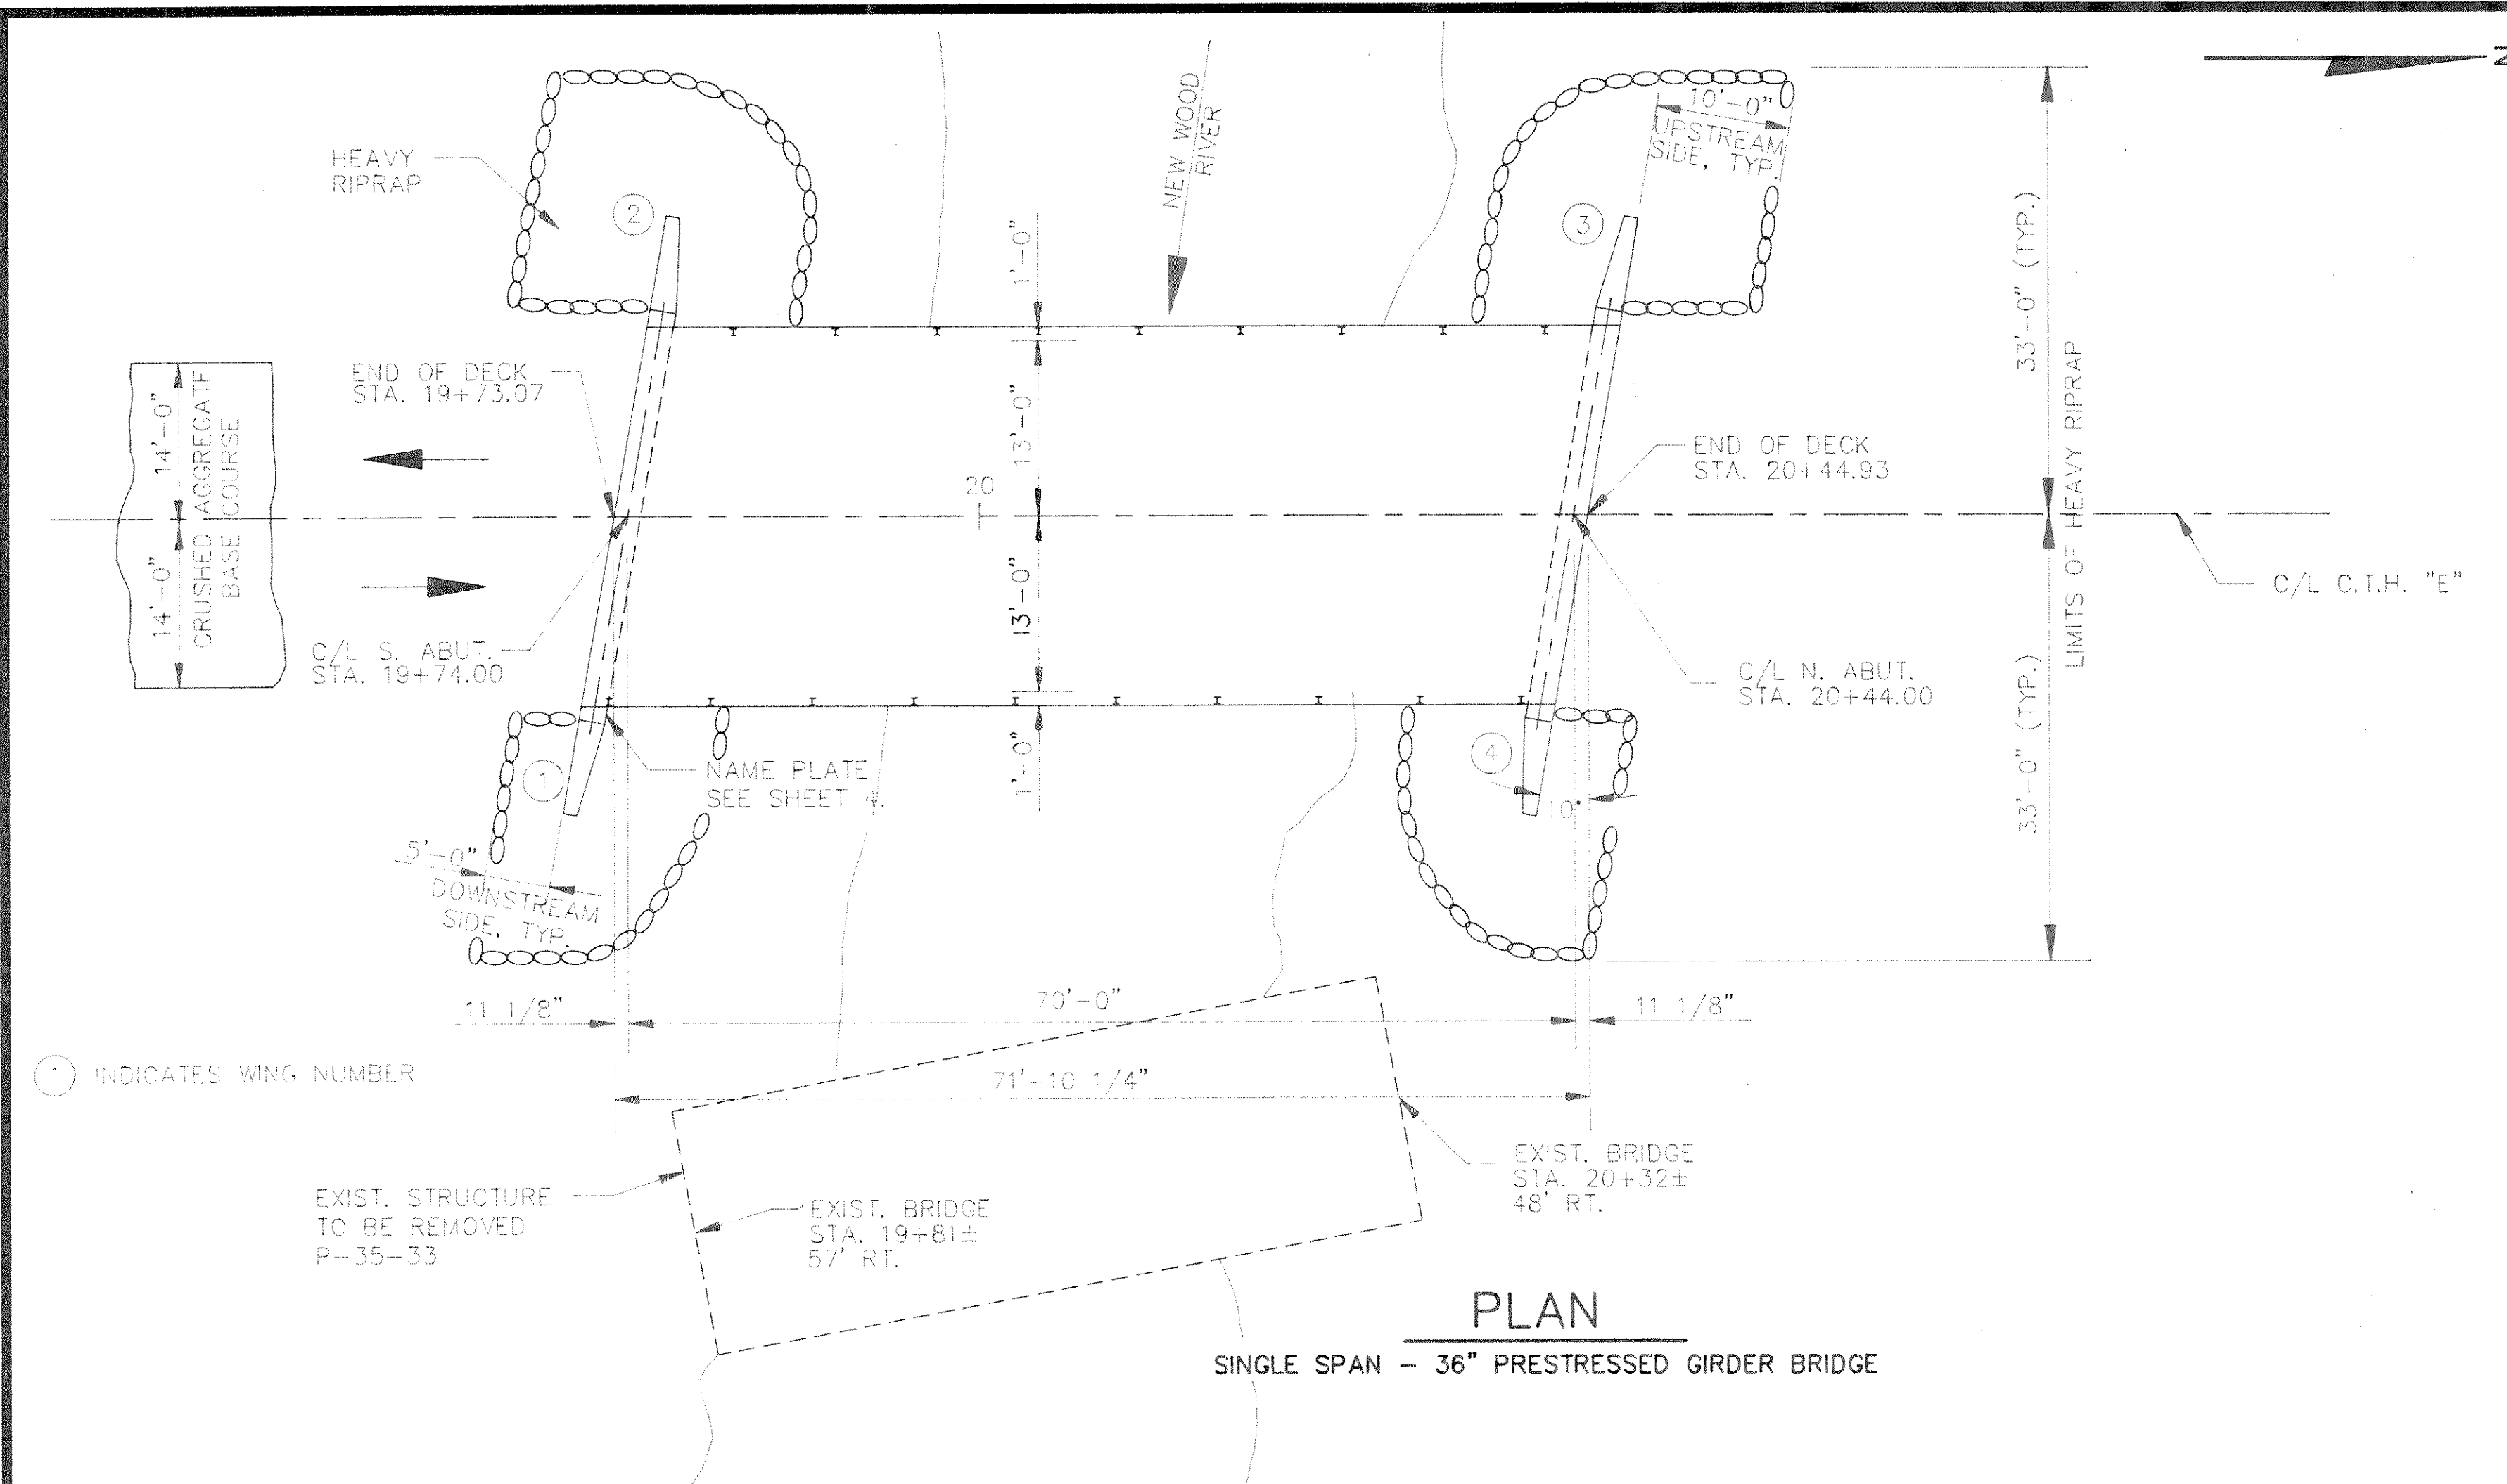 HEAVY
RIPRAP
2
NEW WOOD
RIVER
3
10'-0"
UPSTREAM
SIDE, TYP.
N
1'-0"
33'-0" (TYP.)
END OF DECK
STA. 19+73.07
14'-0"
14'-0"
CRUSHED AGGREGATE
BASE COURSE
13'-0"
20
13'-0"
END OF DECK
STA. 20+44.93
LIMITS OF HEAVY RIPRAP
C/L C.T.H. "E"
C/L S. ABUT.
STA. 19+74.00
C/L N. ABUT.
STA. 20+44.00
33'-0" (TYP.)
1
NAME PLATE
SEE SHEET 4.
1'-0"
4
10°
5'-0"
DOWNSTREAM
SIDE, TYP.
11 1/8"
70'-0"
11 1/8"
1 INDICATES WING NUMBER
71'-10 1/4"
EXIST. STRUCTURE
TO BE REMOVED
P-35-33
EXIST. BRIDGE
STA. 19+81±
57' RT.
EXIST. BRIDGE
STA. 20+32±
48' RT.
PLAN
SINGLE SPAN - 36" PRESTRESSED GIRDER BRIDGE